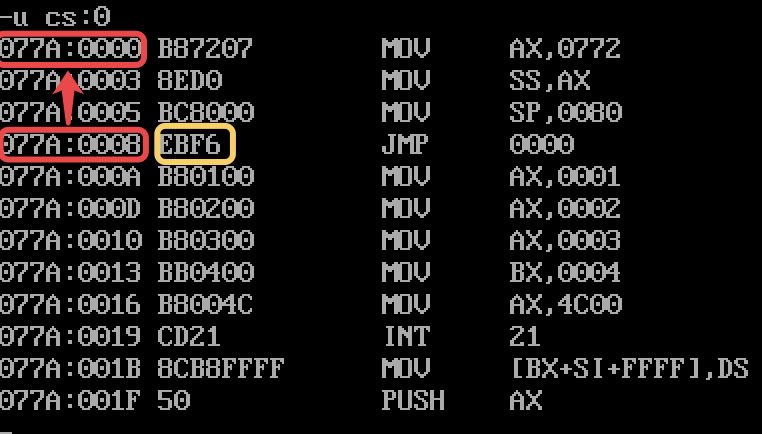 -u cs:0
077A:0000 B87207 MOV AX,0772
077A:0003 8ED0 MOV SS,AX
077A:0005 BC8000 MOV SP,0080
077A:0008 EBF6 JMP 0000
077A:000A B80100 MOV AX,0001
077A:000D B80200 MOV AX,0002
077A:0010 B80300 MOV AX,0003
077A:0013 BB0400 MOV BX,0004
077A:0016 B8004C MOV AX,4C00
077A:0019 CD21 INT 21
077A:001B 8CB8FFFF MOV [BX+SI+FFFF],DS
077A:001F 50 PUSH AX